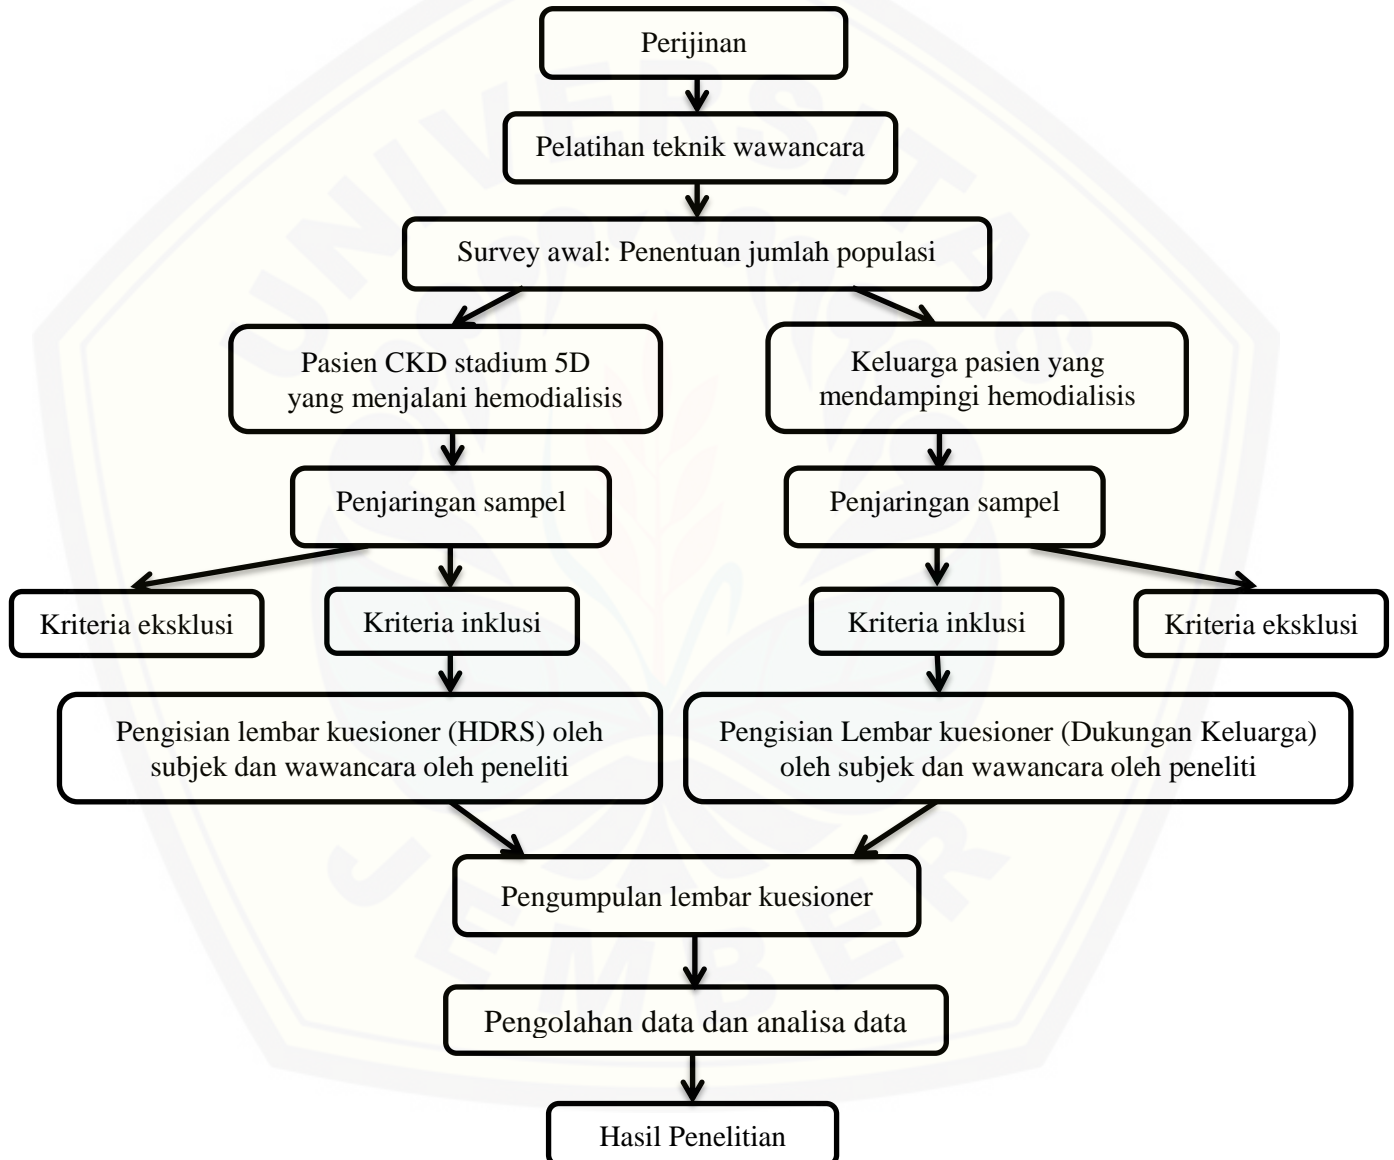 Perijinan
Pelatihan teknik wawancara
Survey awal: Penentuan jumlah populasi
Pasien CKD stadium 5D
yang menjalani hemodialisis
Keluarga pasien yang
mendampingi hemodialisis
Penjaringan sampel
Penjaringan sampel
Kriteria eksklusi
Kriteria inklusi
Kriteria inklusi
Kriteria eksklusi
Pengisian lembar kuesioner (HDRS) oleh
subjek dan wawancara oleh peneliti
Pengisian Lembar kuesioner (Dukungan Keluarga)
oleh subjek dan wawancara oleh peneliti
Pengumpulan lembar kuesioner
Pengolahan data dan analisa data
Hasil Penelitian
UNIVERSITAS
JEMBER